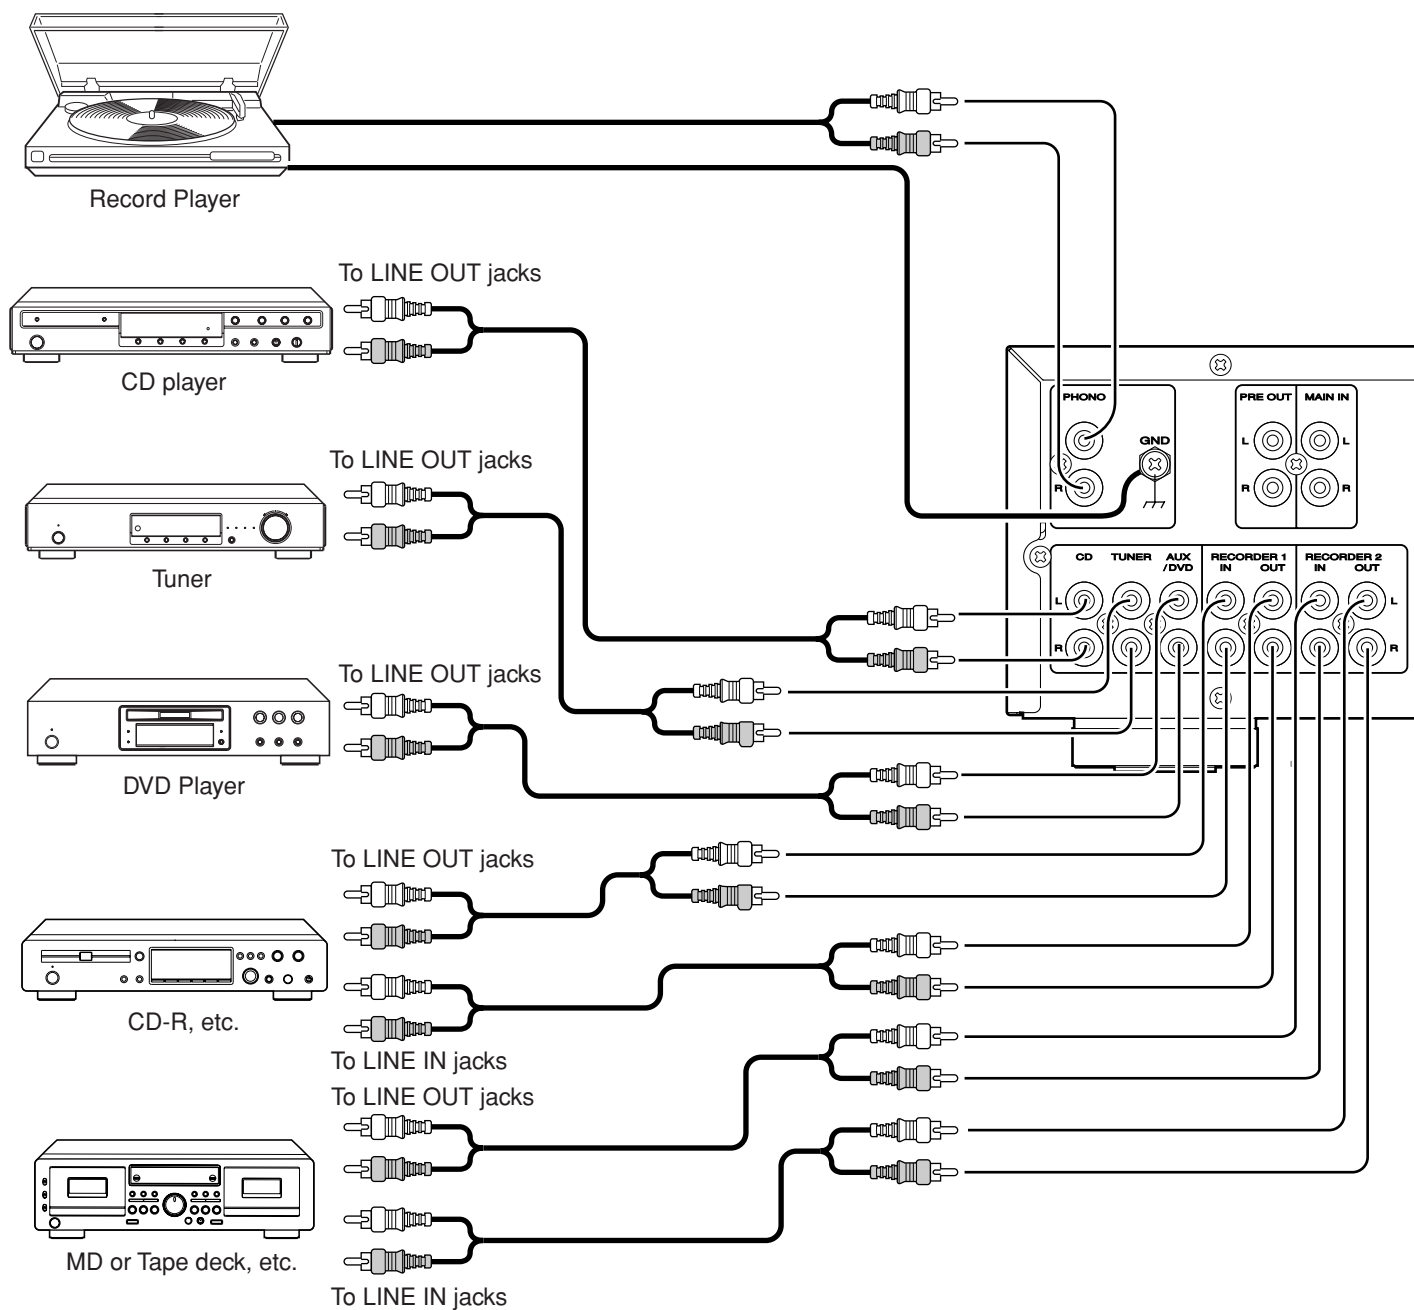 Record Player
To LINE OUT jacks
CD player
PHONO
PRE OUT MAIN IN
GND
L L
R R R
To LINE OUT jacks
Tuner
CD TUNER AUX /DVD RECORDER 1 IN OUT RECORDER 2 IN OUT
L L
R R
To LINE OUT jacks
DVD Player
To LINE OUT jacks
CD-R, etc.
To LINE IN jacks
To LINE OUT jacks
MD or Tape deck, etc.
To LINE IN jacks